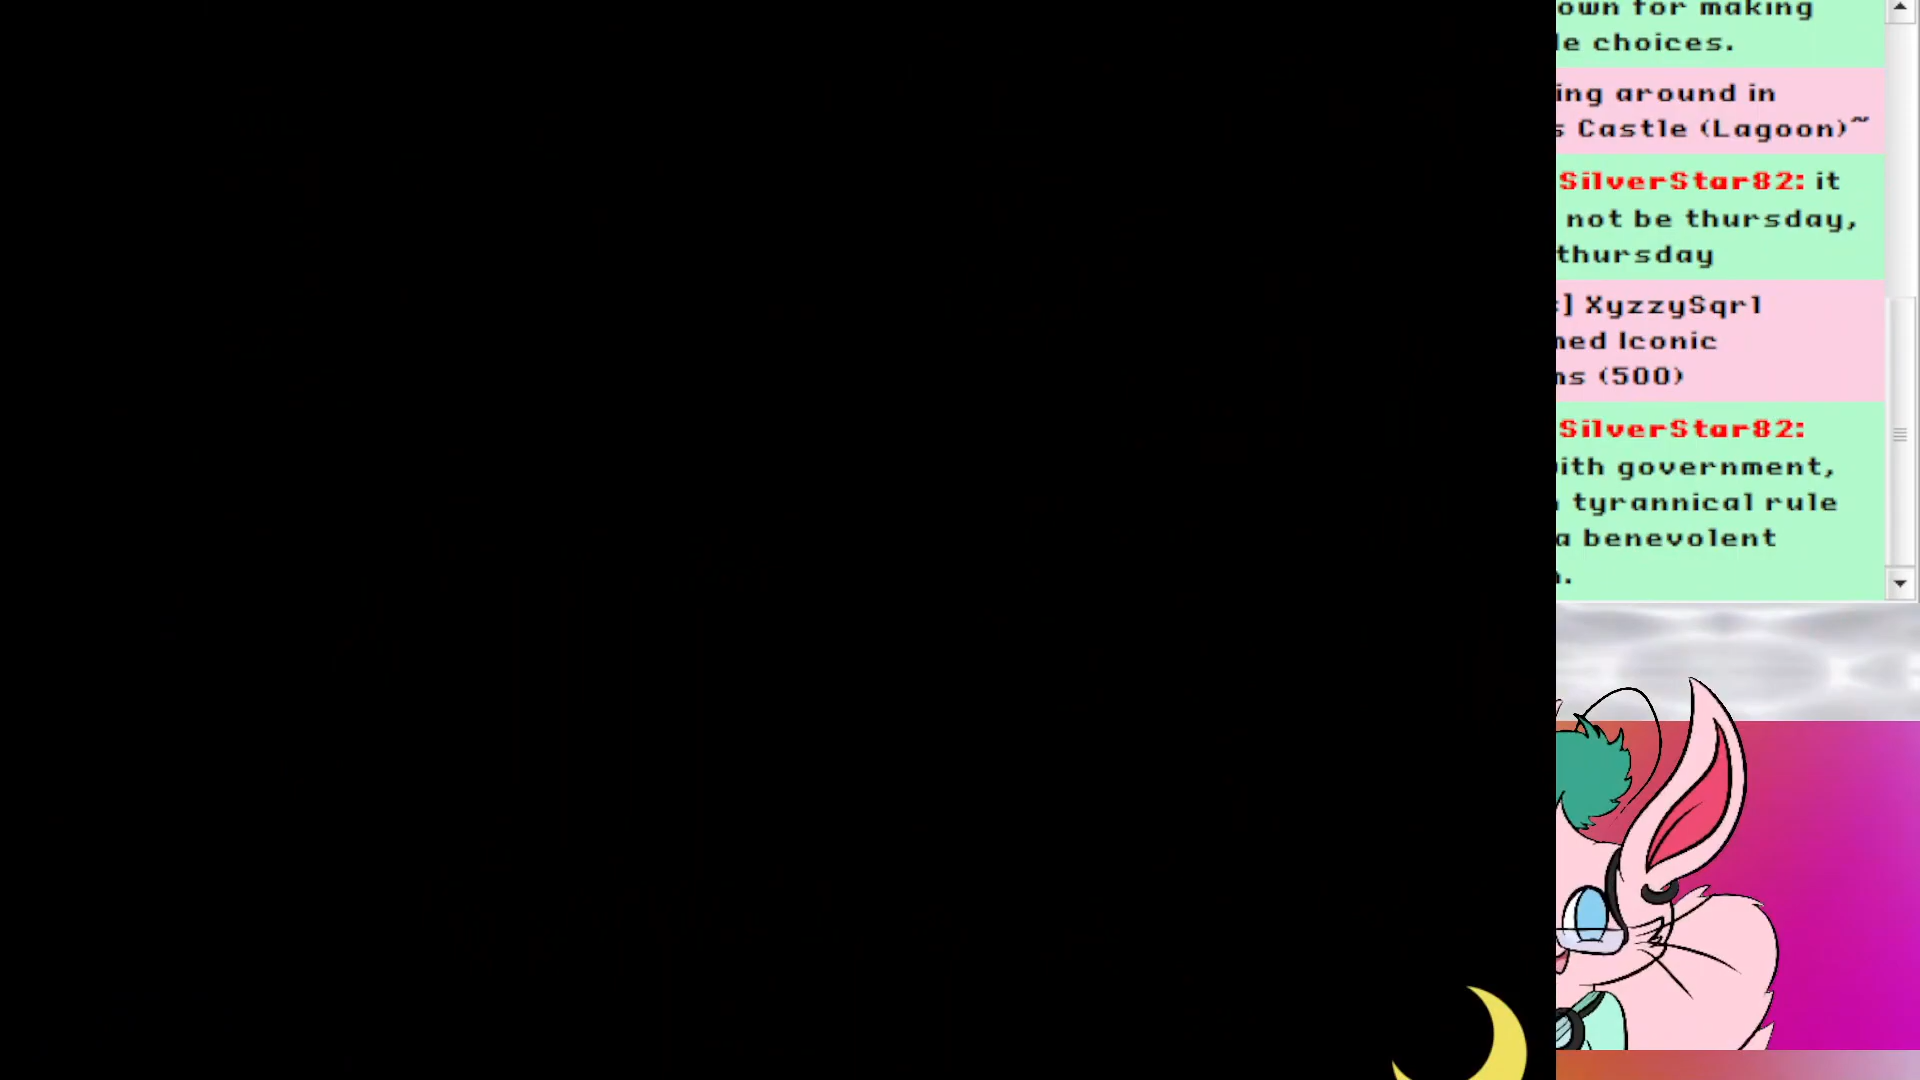 own for making
le choices.
ing around in
s Castle (Lagoon)~
SilverStar82: it
not be thursday,
thursday
] XyzzySqrl
ned Iconic
ns (500)
SilverStar82:
ith government,
tyrannical rule
a benevolent